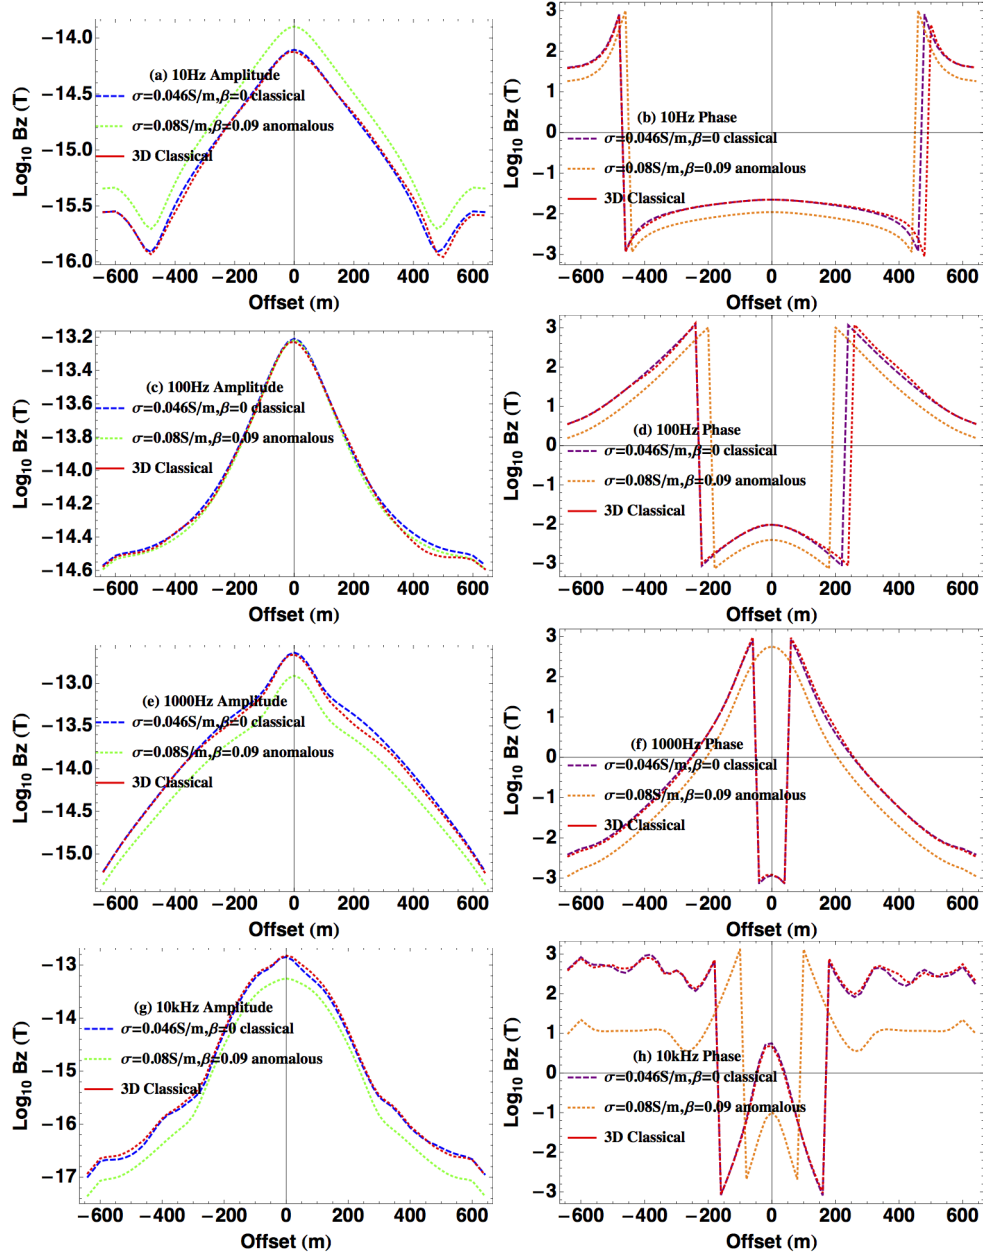 −14.0
−14.5
−15.0
−15.5
−16.0
Log10 Bz (T)
(a) 10Hz Amplitude
σ=0.046S/m,β=0 classical
σ=0.08S/m,β=0.09 anomalous
3D Classical
−600 −400 −200 0 200 400 600
Offset (m)
3
2
1
0
−1
−2
−3
Log10 Bz (T)
(b) 10Hz Phase
σ=0.046S/m,β=0 classical
σ=0.08S/m,β=0.09 anomalous
3D Classical
−600 −400 −200 0 200 400 600
Offset (m)
−13.2
−13.4
−13.6
−13.8
−14.0
−14.2
−14.4
−14.6
Log10 Bz (T)
(c) 100Hz Amplitude
σ=0.046S/m,β=0 classical
σ=0.08S/m,β=0.09 anomalous
3D Classical
−600 −400 −200 0 200 400 600
Offset (m)
3
2
1
0
−1
−2
−3
Log10 Bz (T)
(d) 100Hz Phase
σ=0.046S/m,β=0 classical
σ=0.08S/m,β=0.09 anomalous
3D Classical
−600 −400 −200 0 200 400 600
Offset (m)
−13.0
−13.5
−14.0
−14.5
−15.0
Log10 Bz (T)
(e) 1000Hz Amplitude
σ=0.046S/m,β=0 classical
σ=0.08S/m,β=0.09 anomalous
3D Classical
−600 −400 −200 0 200 400 600
Offset (m)
3
2
1
0
−1
−2
−3
Log10 Bz (T)
(f) 1000Hz Phase
σ=0.046S/m,β=0 classical
σ=0.08S/m,β=0.09 anomalous
3D Classical
−600 −400 −200 0 200 400 600
Offset (m)
−13
−14
−15
−16
−17
Log10 Bz (T)
(g) 10kHz Amplitude
σ=0.046S/m,β=0 classical
σ=0.08S/m,β=0.09 anomalous
3D Classical
−600 −400 −200 0 200 400 600
Offset (m)
3
2
1
0
−1
−2
−3
Log10 Bz (T)
(h) 10kHz Phase
σ=0.046S/m,β=0 classical
σ=0.08S/m,β=0.09 anomalous
3D Classical
−600 −400 −200 0 200 400 600
Offset (m)